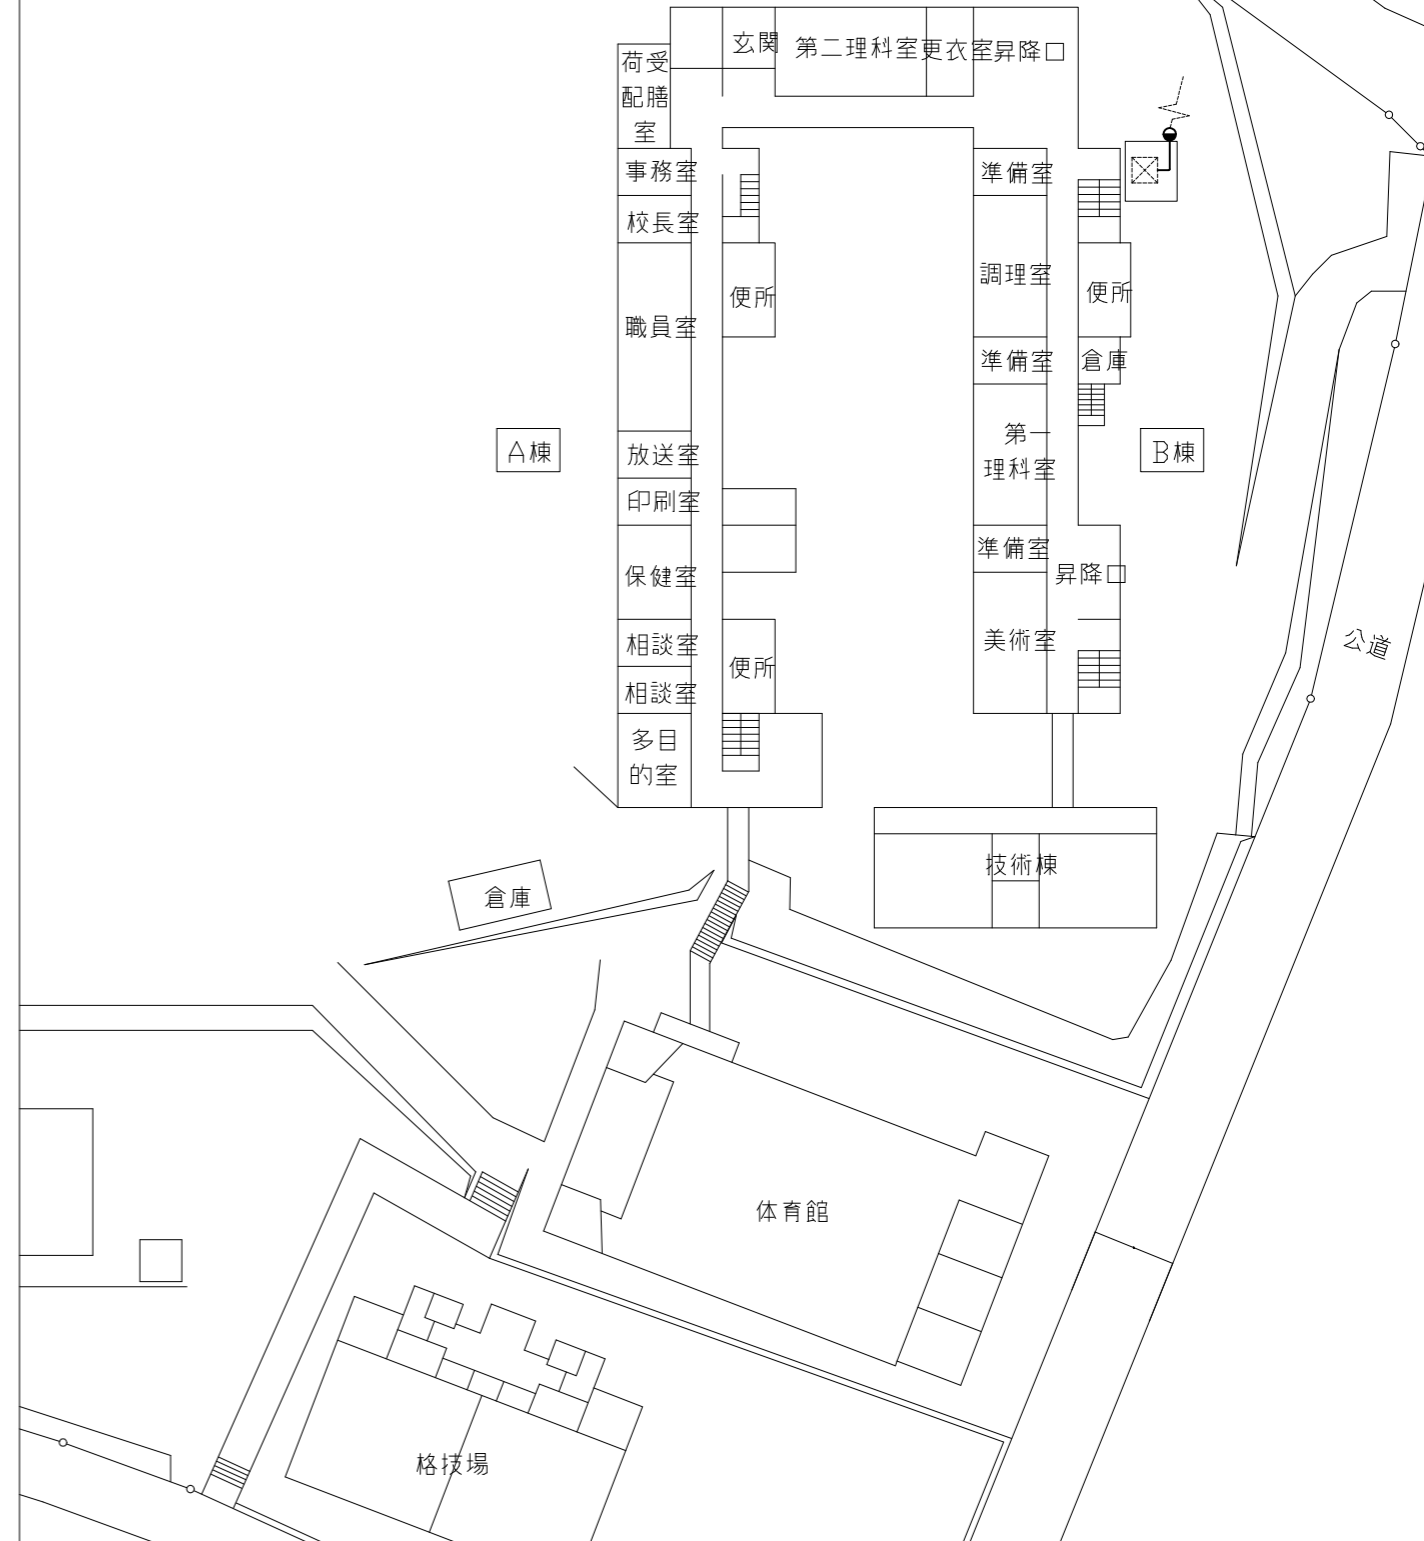 玄関
第二理科室
更衣室
昇降口
荷受
配膳
室
事務室
校長室
職員室
放送室
印刷室
保健室
相談室
相談室
多目
的室
便所
便所
A棟
準備室
調理室
準備室
第一
理科室
準備室
美術室
便所
倉庫
昇降口
B棟
公道
技術棟
倉庫
体育館
格技場